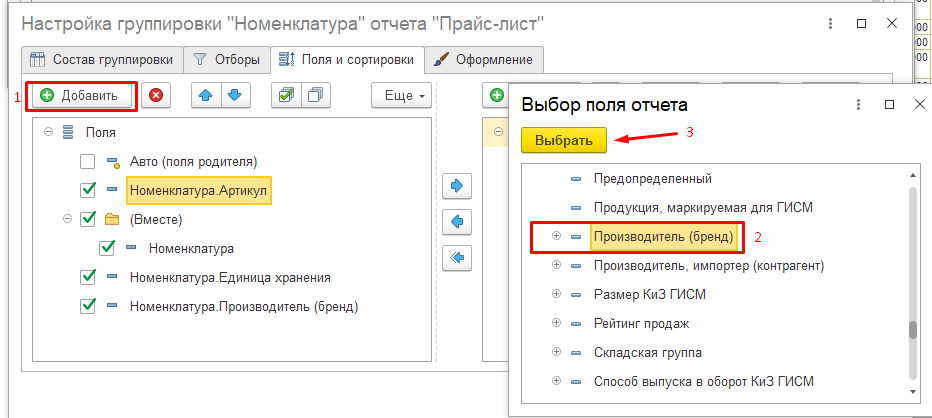 Настройка группировки "Номенклатура" отчета "Прайс-лист"
Состав группировки
Отборы
Поля и сортировки
Оформление
1
Добавить
Еще
Поля
Авто (поля родителя)
Номенклатура.Артикул
(Вместе)
Номенклатура
Номенклатура.Единица хранения
Номенклатура.Производитель (бренд)
Выбор поля отчета
Выбрать
3
Предопределенный
Продукция, маркируемая для ГИСМ
Производитель (бренд)
2
Производитель, импортер (контрагент)
Размер КиЗ ГИСМ
Рейтинг продаж
Складская группа
Способ выпуска в оборот КиЗ ГИСМ